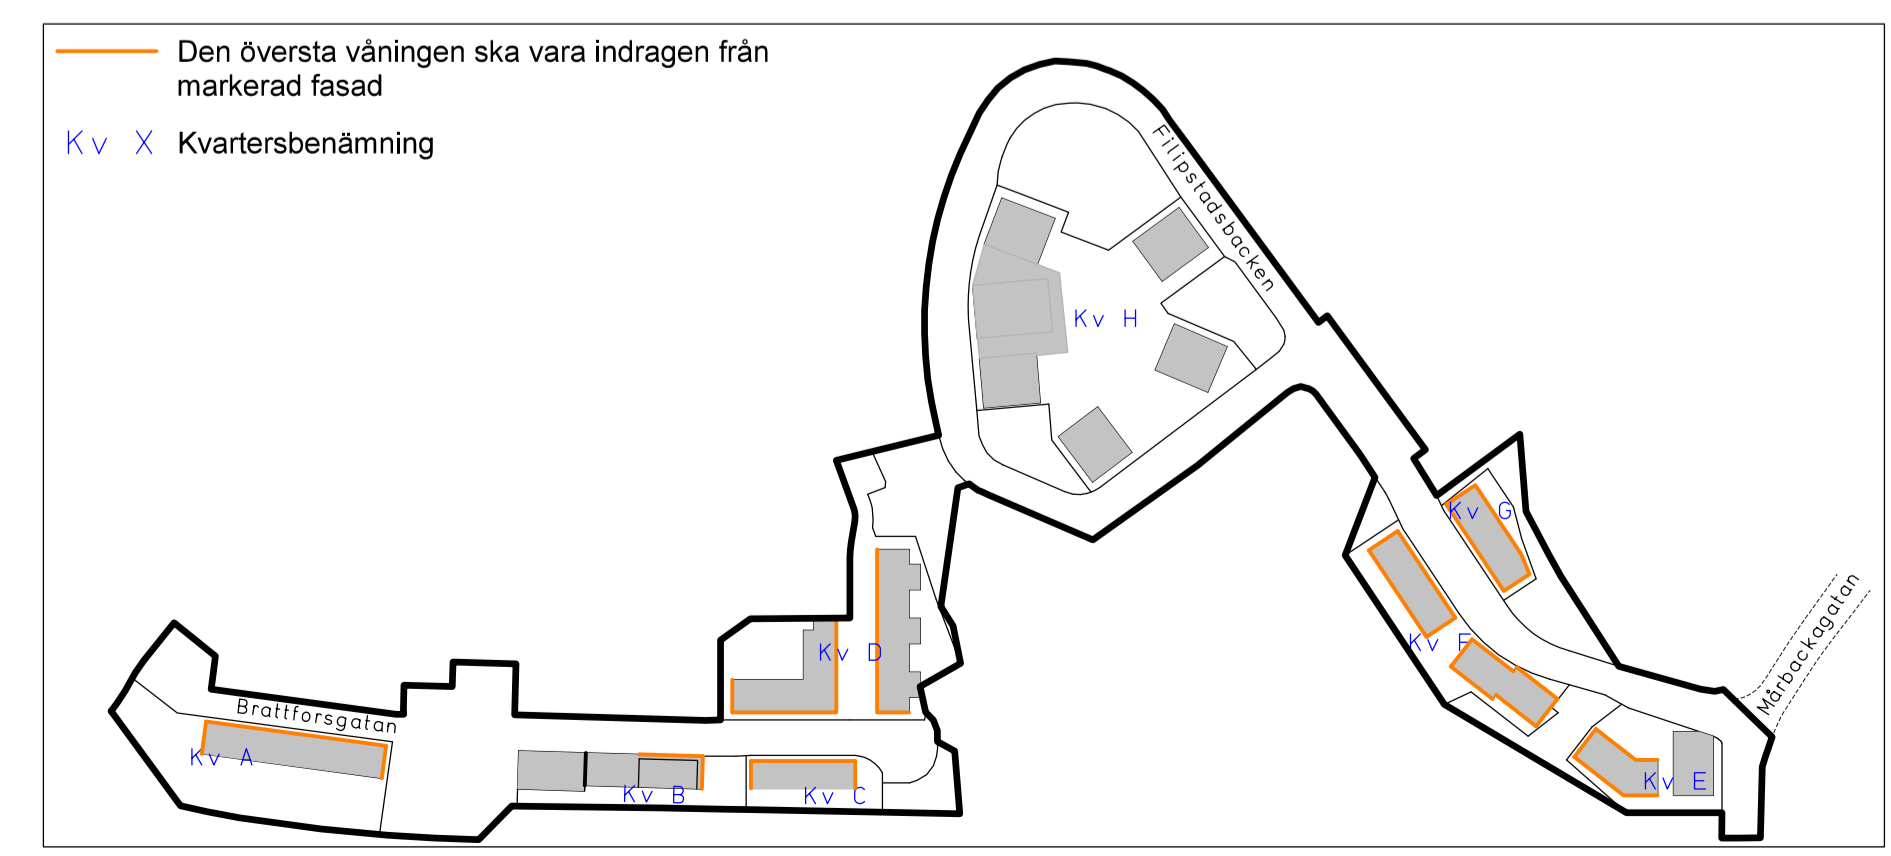 Den översta våningen ska vara indragen från
markerad fasad
Kv X Kvartersbenämning
Filipstadsbacken
Kv H
Kv G
Mårbackagatan
Kv F
Kv D
Brattforsgatan
Kv A
Kv B
Kv C
Kv E